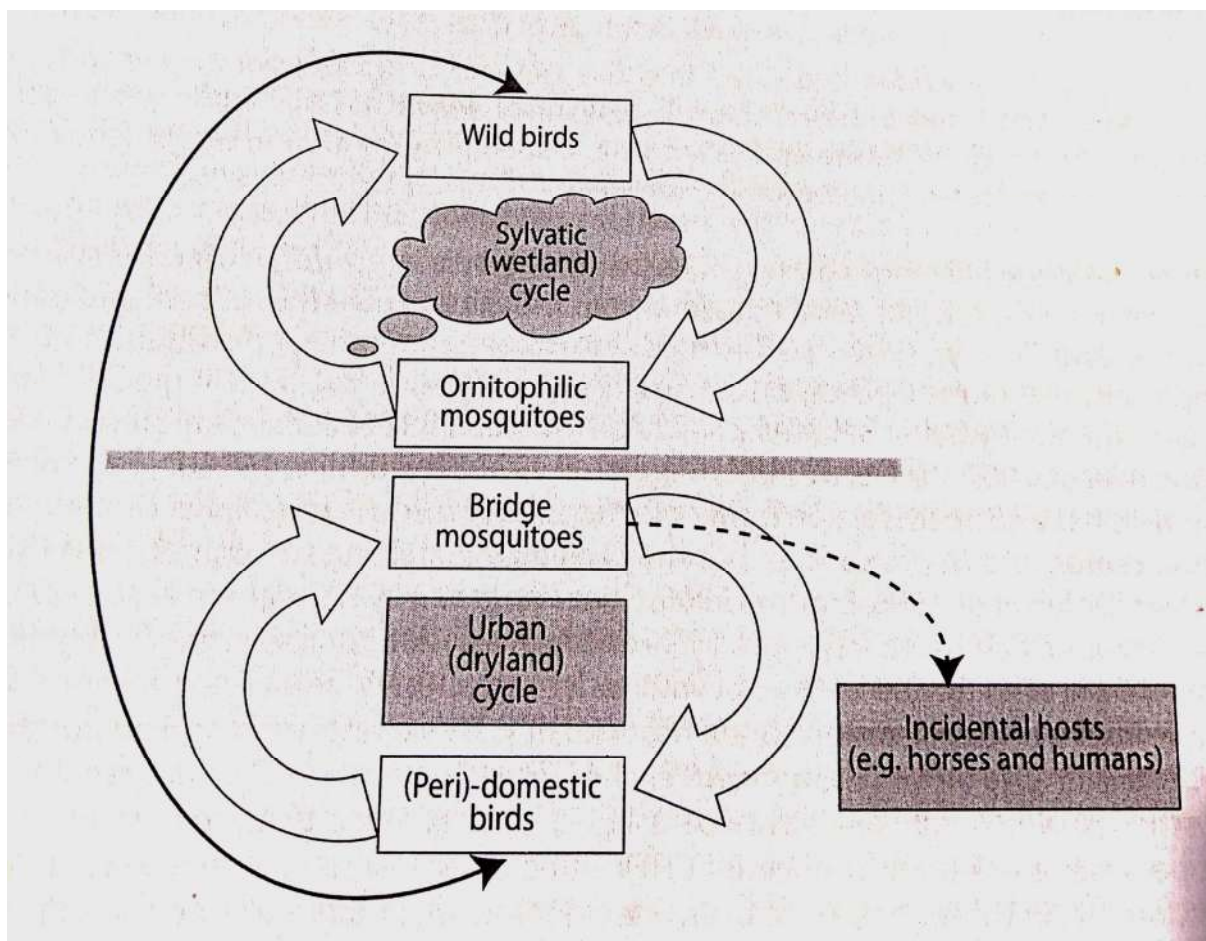 Wild birds
Sylvatic
(wetland)
cycle
Ornitophilic
mosquitoes
Bridge
mosquitoes
Urban
(dryland)
cycle
Incidental hosts
(e.g. horses and humans)
(Peri)-domestic
birds